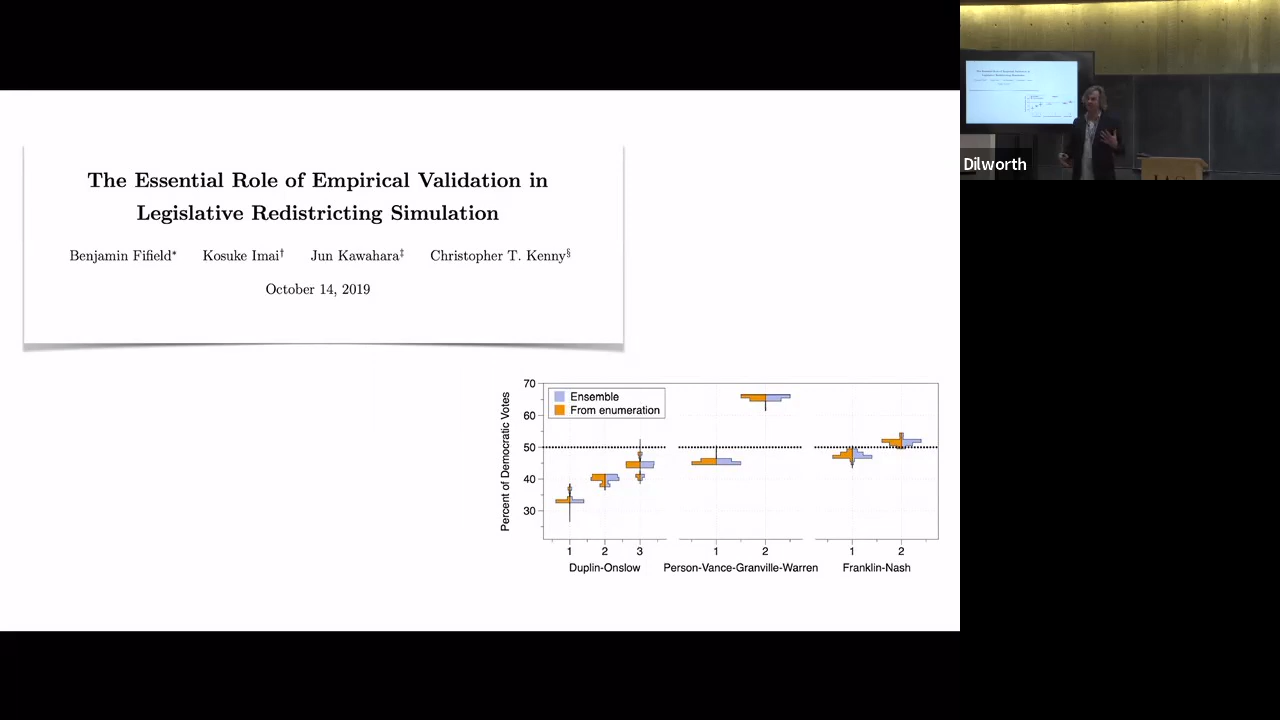 The Essential Role of Empirical Validation in
Legislative Redistricting Simulation
Benjamin Fifield* Kosuke Imai† Jun Kawahara‡ Christopher T. Kenny§
October 14, 2019
Percent of Democratic Votes
70
60
50
40
30
Ensemble
From enumeration
1 2 3 1 2 1 2
Duplin-Onslow Person-Vance-Granville-Warren Franklin-Nash
Dilworth